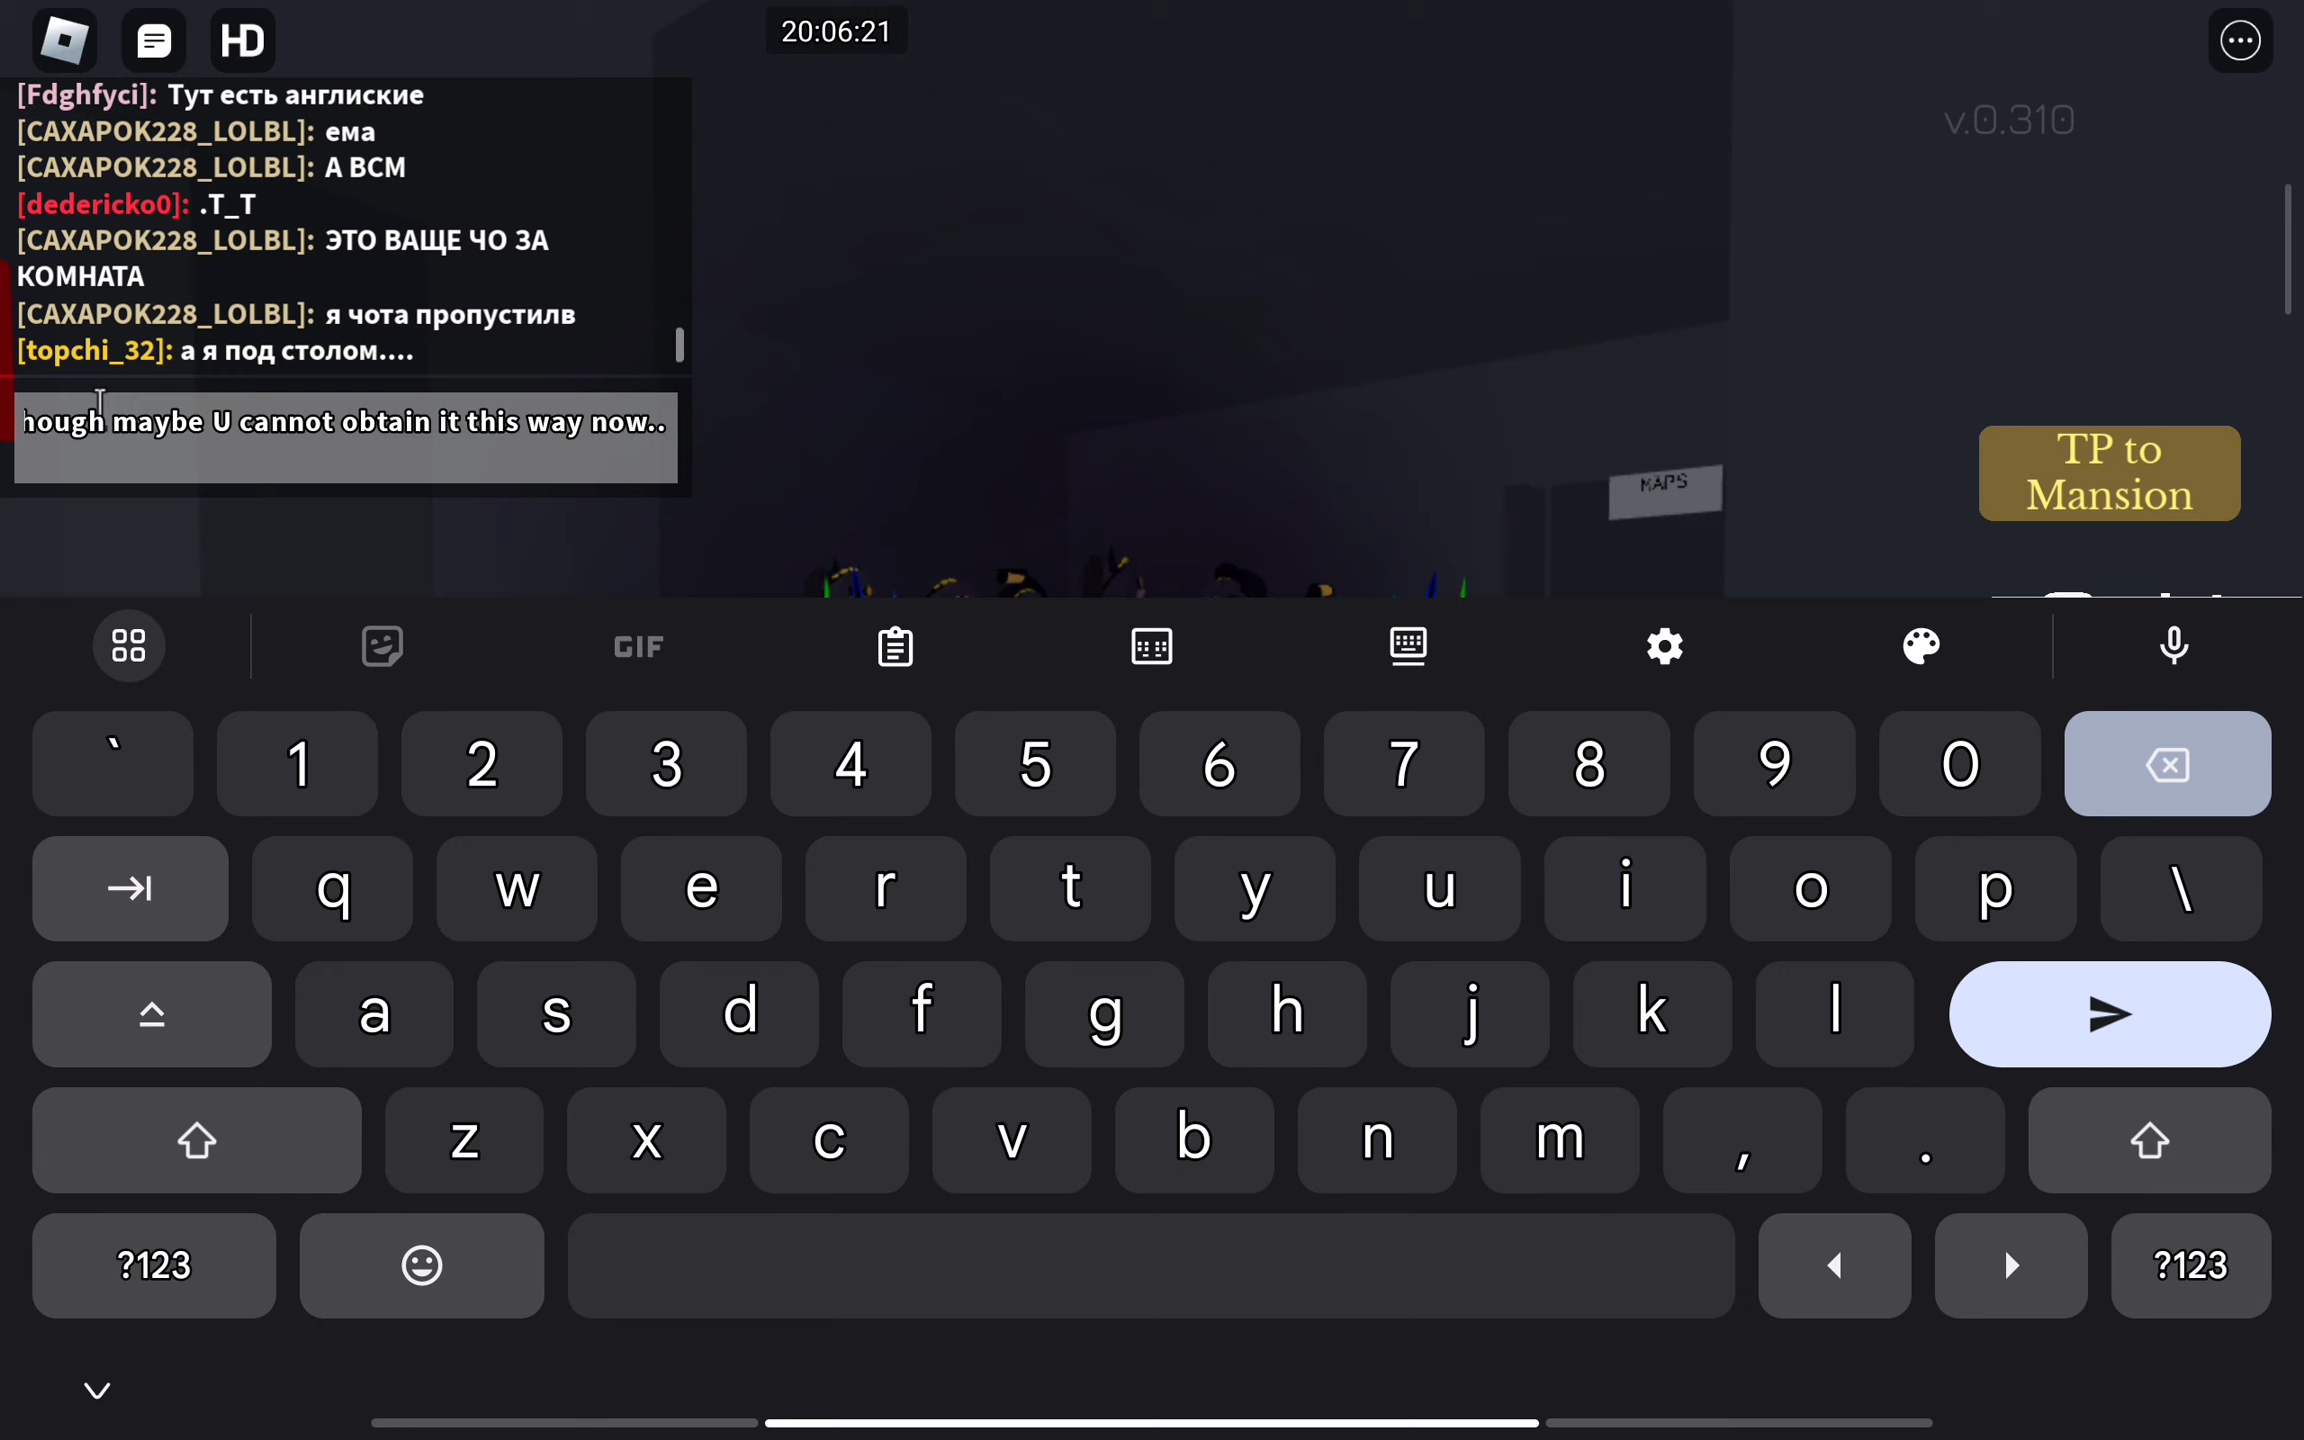 HD
20:06:21
[Fdghfyci]: Тут есть англиские
[CAXAPOK228_LOLBL]: ема
[CAXAPOK228_LOLBL]: А ВСМ
[dedericko0]: .T_T
[CAXAPOK228_LOLBL]: ЭТО ВАЩЕ ЧО ЗА
КОМНАТА
[CAXAPOK228_LOLBL]: я чота пропустилв
[topchi_32]: а я под столом....
hough maybe U cannot obtain it this way now..
v.0.310
TP to
Mansion
MAPS
GIF
` 1 2 3 4 5 6 7 8 9 0
q w e r t y u i o p \
a s d f g h j k l
z x c v b n m , .
?123 ?123